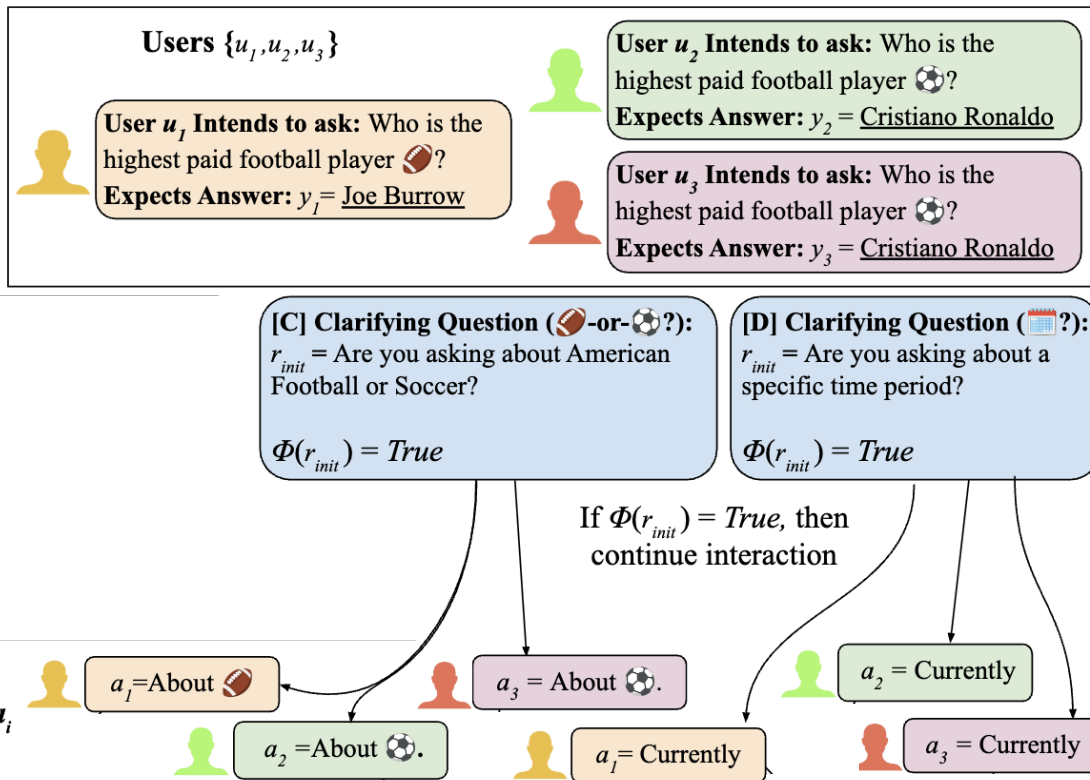 Users {u1,u2,u3}
User u1 Intends to ask: Who is the
highest paid football player 🏈?
Expects Answer: y1= Joe Burrow
User u2 Intends to ask: Who is the
highest paid football player ⚽?
Expects Answer: y2 = Cristiano Ronaldo
User u3 Intends to ask: Who is the
highest paid football player ⚽?
Expects Answer: y3 = Cristiano Ronaldo
[C] Clarifying Question (🏈-or-⚽?):
rinit = Are you asking about American
Football or Soccer?
Φ(rinit) = True
[D] Clarifying Question (🗓?):
rinit = Are you asking about a
specific time period?
Φ(rinit) = True
If Φ(rinit) = True, then
continue interaction
a1=About 🏈
a3 = About ⚽.
a2 = Currently
a2 =About ⚽.
a1= Currently
a3 = Currently